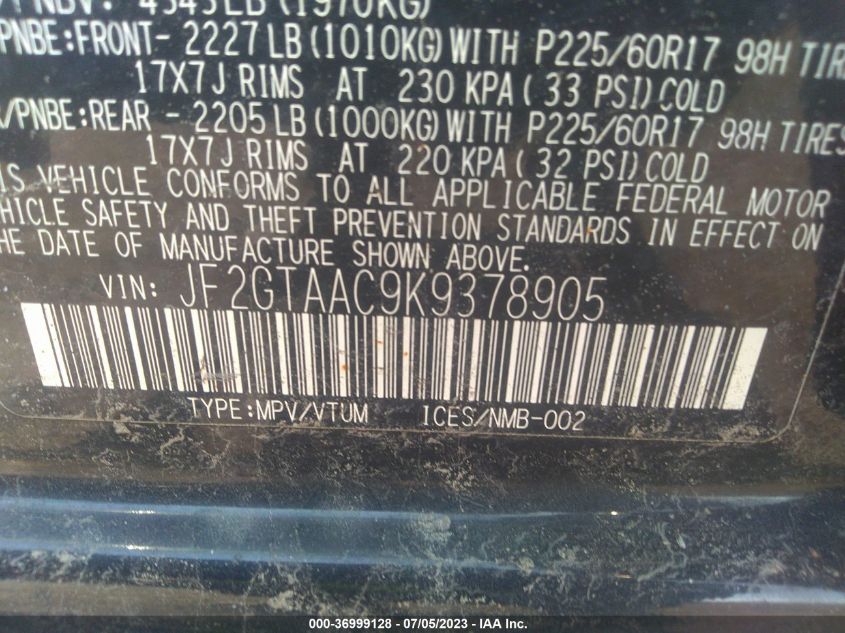 /PNBV: 4343LB (1970KG)
/PNBE:FRONT- 2227LB(1010KG)WITH P225/60R17 98H TIRE
17X7J RIMS AT 230 KPA( 33 PSI)COLD
/PNBE:REAR - 2205LB(1000KG)WITH P225/60R17 98H TIRES
17X7J RIMS AT 220 KPA( 32 PSI)COLD
IS VEHICLE CONFORMS TO ALL APPLICABLE FEDERAL MOTOR
HICLE SAFETY AND THEFT PREVENTION STANDARDS IN EFFECT ON
HE DATE OF MANUFACTURE SHOWN ABOVE.
VIN: JF2GTAAC9K9378905
TYPE:MPV/VTUM ICES/NMB-002
000-36999128 - 07/05/2023 - IAA Inc.